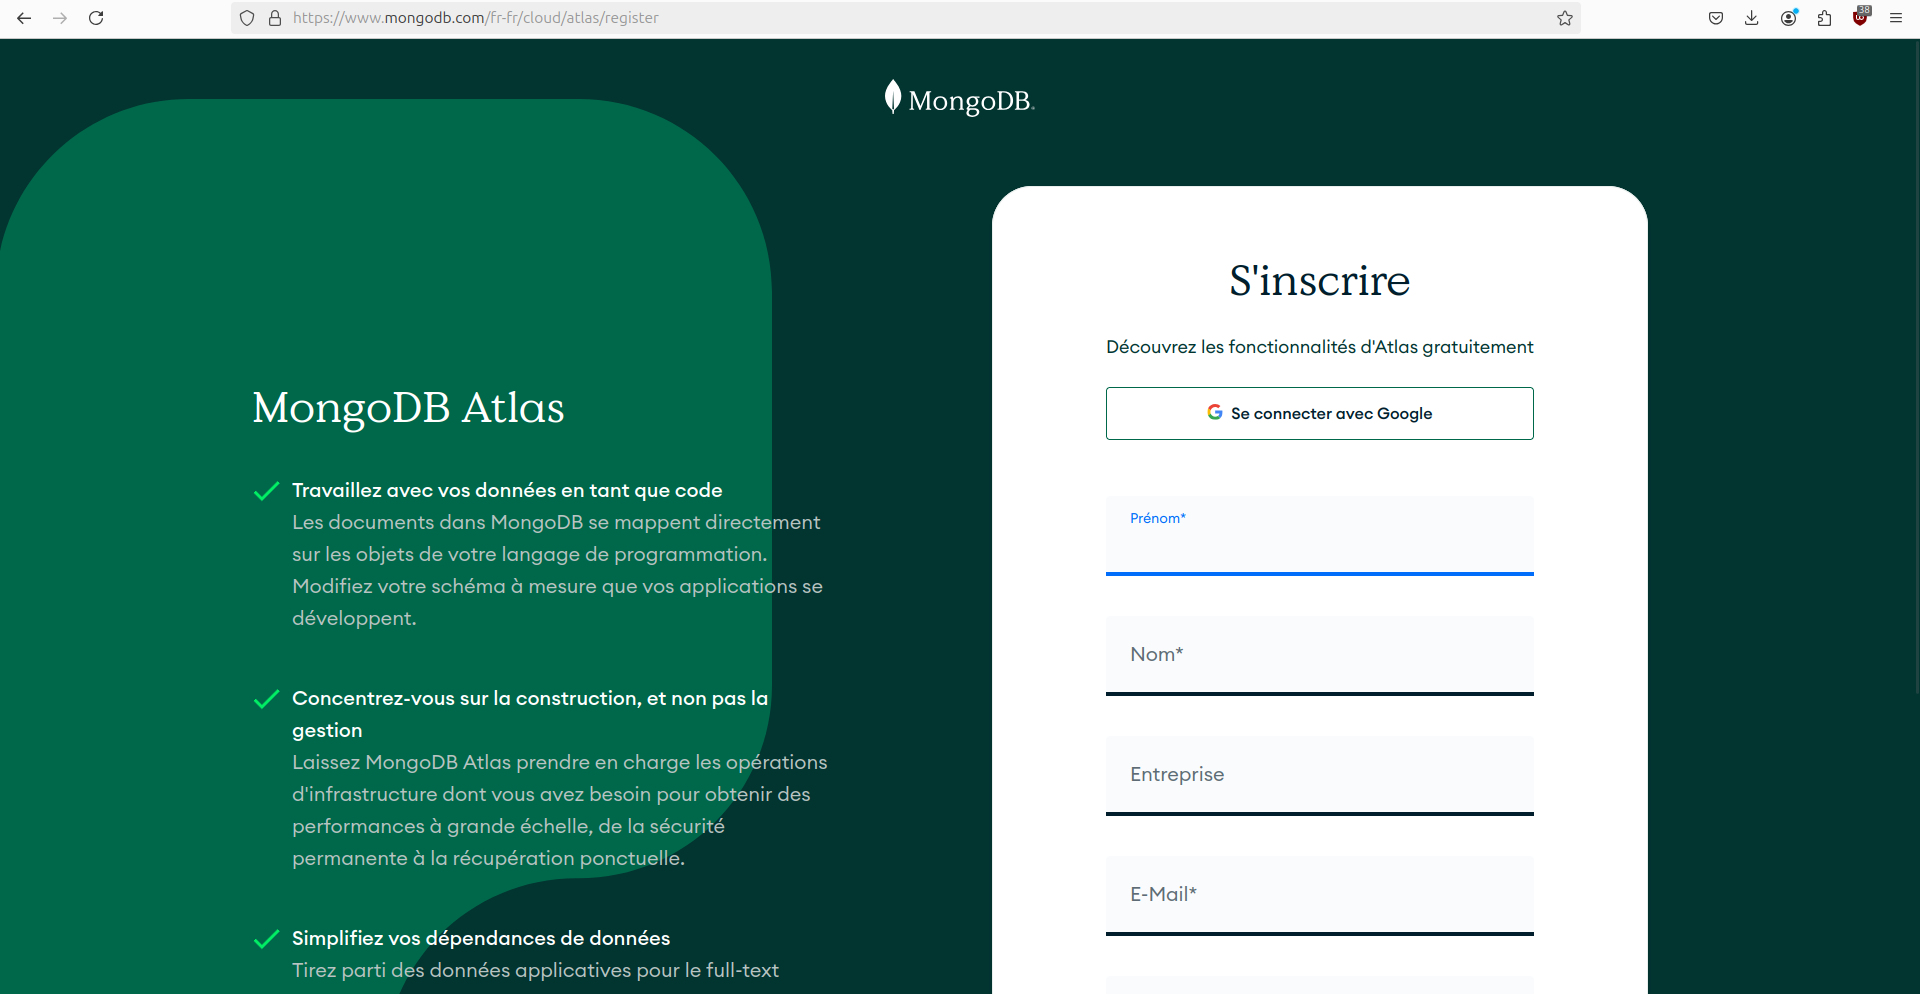 https://www.mongodb.com/fr-fr/cloud/atlas/register
38
MongoDB.
MongoDB Atlas
Travaillez avec vos données en tant que code
Les documents dans MongoDB se mappent directement
sur les objets de votre langage de programmation.
Modifiez votre schéma à mesure que vos applications se
développent.
Concentrez-vous sur la construction, et non pas la
gestion
Laissez MongoDB Atlas prendre en charge les opérations
d'infrastructure dont vous avez besoin pour obtenir des
performances à grande échelle, de la sécurité
permanente à la récupération ponctuelle.
Simplifiez vos dépendances de données
Tirez parti des données applicatives pour le full-text
S'inscrire
Découvrez les fonctionnalités d'Atlas gratuitement
Se connecter avec Google
Prénom*
Nom*
Entreprise
E-Mail*